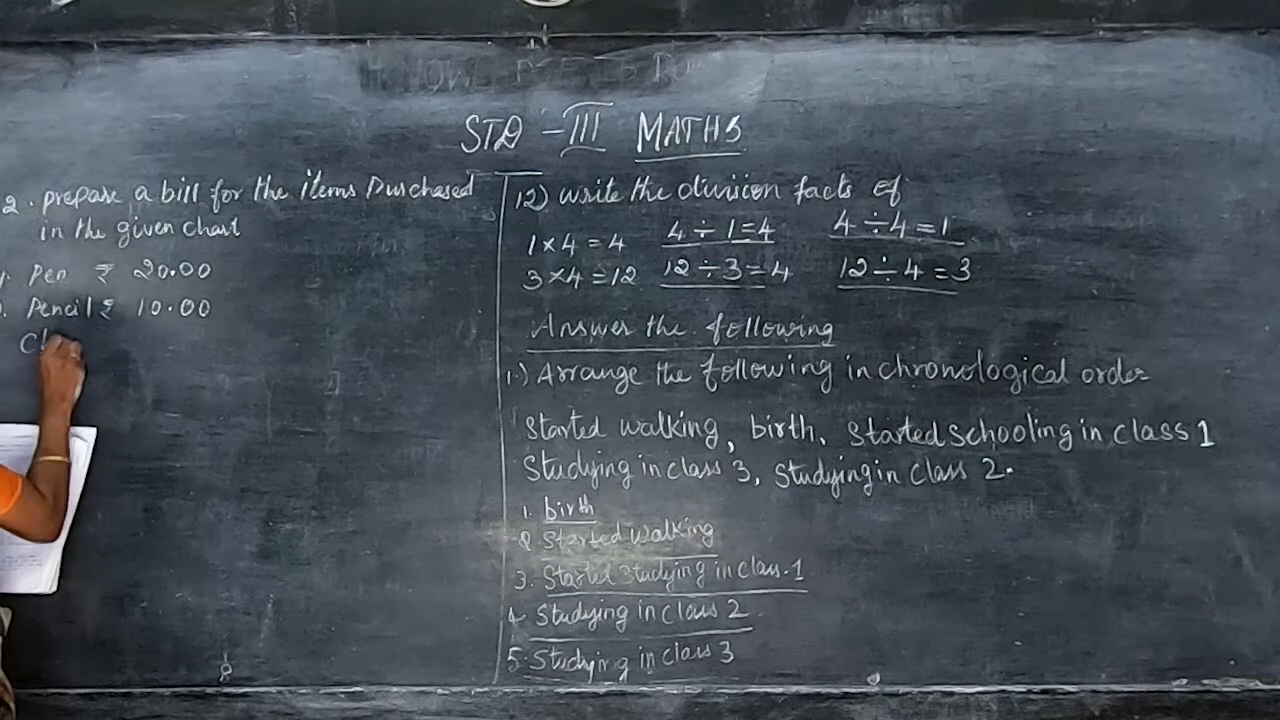 STD - III MATHS
2. prepare a bill for the items Purchased
in the given chart
Pen ₹ 20.00
Pencil ₹ 10.00
12) write the division facts of
1 × 4 = 4 4 ÷ 1 = 4 4 ÷ 4 = 1
3 × 4 = 12 12 ÷ 3 = 4 12 ÷ 4 = 3
Answer the following
1.) Arrange the following in chronological order
Started walking, birth, Started Schooling in class 1
Studying in class 3, Studying in class 2.
1. birth
2 Started walking
3. Started Studying in class.1
4. Studying in class 2
5. Studying in class 3